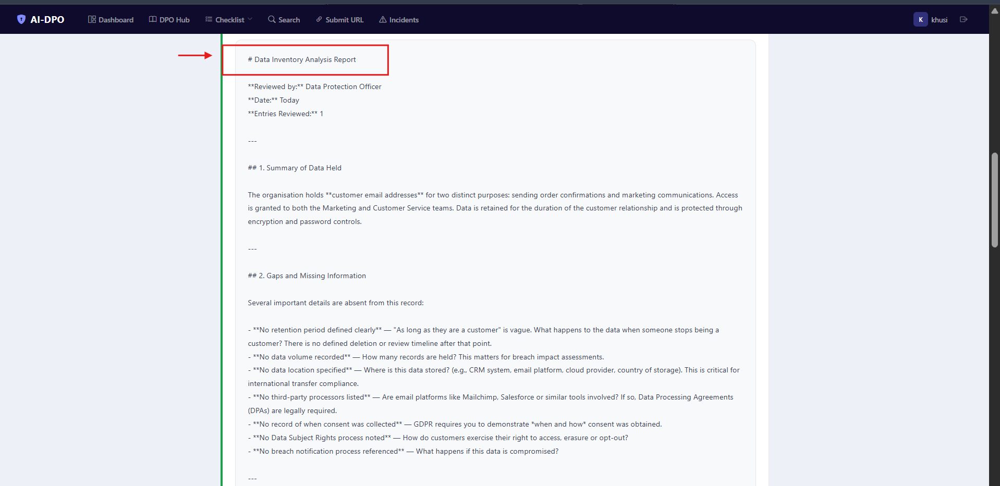 AI-DPO
Dashboard
DPO Hub
Checklist
Search
Submit URL
Incidents
K
khusi
# Data Inventory Analysis Report
**Reviewed by:** Data Protection Officer
**Date:** Today
**Entries Reviewed:** 1
---
## 1. Summary of Data Held
The organisation holds **customer email addresses** for two distinct purposes: sending order confirmations and marketing communications. Access
is granted to both the Marketing and Customer Service teams. Data is retained for the duration of the customer relationship and is protected through
encryption and password controls.
---
## 2. Gaps and Missing Information
Several important details are absent from this record:
- **No retention period defined clearly** — "As long as they are a customer" is vague. What happens to the data when someone stops being a
customer? There is no defined deletion or review timeline after that point.
- **No data volume recorded** — How many records are held? This matters for breach impact assessments.
- **No data location specified** — Where is this data stored? (e.g., CRM system, email platform, cloud provider, country of storage). This is critical for
international transfer compliance.
- **No third-party processors listed** — Are email platforms like Mailchimp, Salesforce or similar tools involved? If so, Data Processing Agreements
(DPAs) are legally required.
- **No record of when consent was collected** — GDPR requires you to demonstrate *when and how* consent was obtained.
- **No Data Subject Rights process noted** — How do customers exercise their right to access, erasure or opt-out?
- **No breach notification process referenced** — What happens if this data is compromised?
---